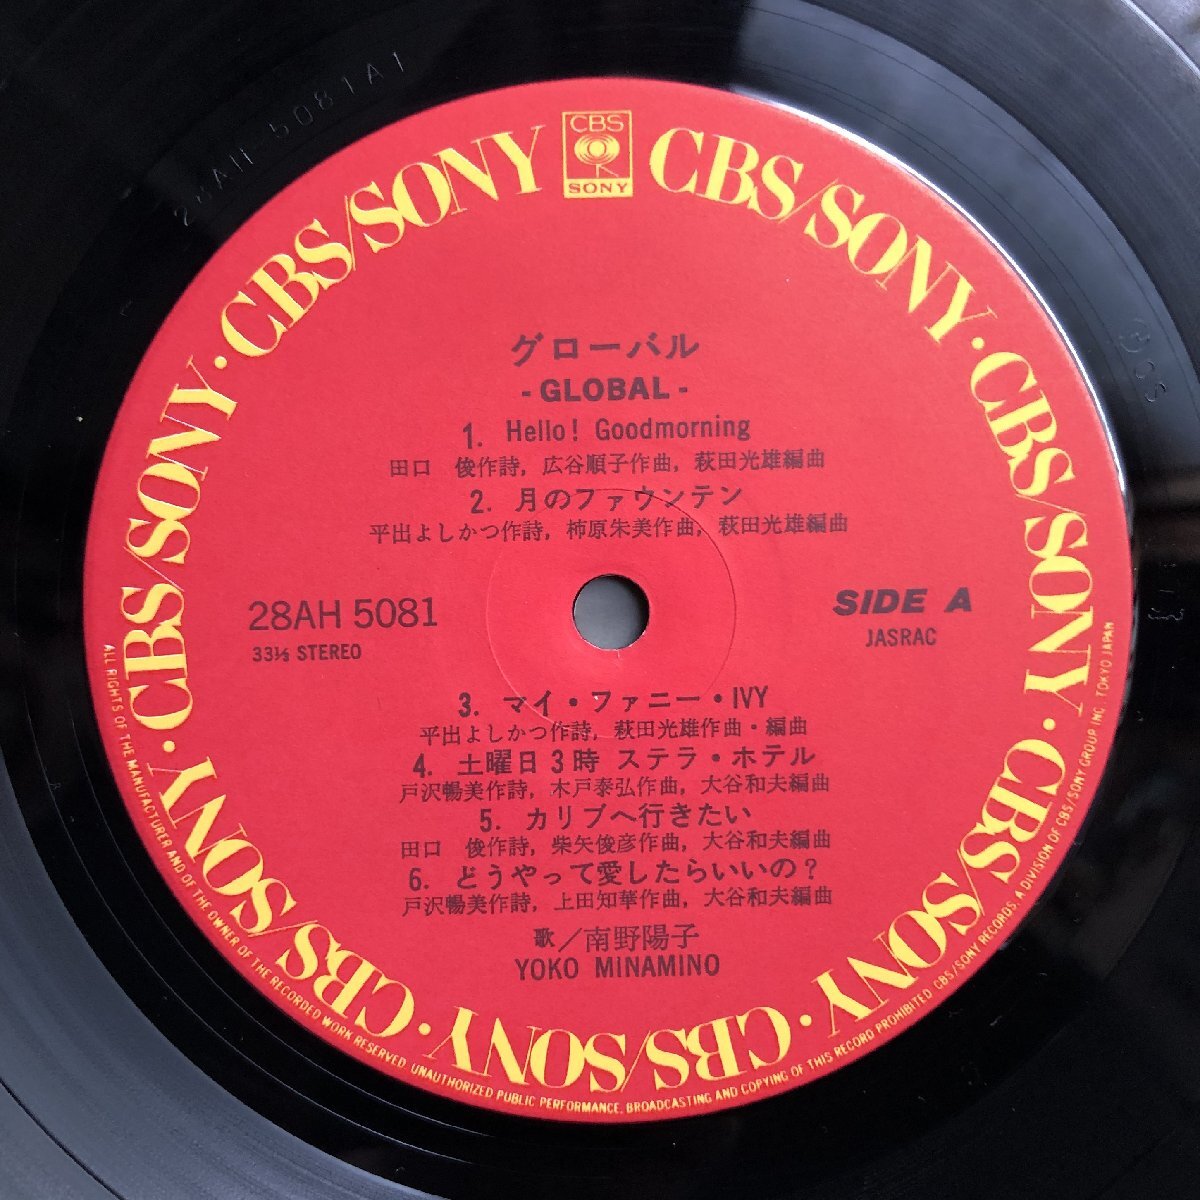 CBS
SONY
CBS/SONY · CBS/SONY · CBS/SONY · CBS/SONY · CBS/SONY · CBS/SONY · CBS/SONY · CBS/SONY · CBS/SONY · CBS/SONY
グローバル
- GLOBAL -
1. Hello! Goodmorning
田口 俊作詩, 広谷順子作曲, 萩田光雄編曲
2. 月のファウンテン
平出よしかつ作詩, 柿原朱美作曲, 萩田光雄編曲
28AH 5081
33⅓ STEREO
SIDE A
JASRAC
3. マイ・ファニー・IVY
平出よしかつ作詩, 萩田光雄作曲・編曲
4. 土曜日3時 ステラ・ホテル
戸沢暢美作詩, 木戸泰弘作曲, 大谷和夫編曲
5. カリブへ行きたい
田口 俊作詩, 柴矢俊彦作曲, 大谷和夫編曲
6. どうやって愛したらいいの?
戸沢暢美作詩, 上田知華作曲, 大谷和夫編曲
歌/南野陽子
YOKO MINAMINO
ALL RIGHTS OF THE MANUFACTURER AND OF THE OWNER OF THE RECORDED WORK RESERVED. UNAUTHORIZED PUBLIC PERFORMANCE, BROADCASTING AND COPYING OF THIS RECORD PROHIBITED. CBS/SONY RECORDS. A DIVISION OF CBS/SONY GROUP INC. TOKYO JAPAN
28AH-5081A1